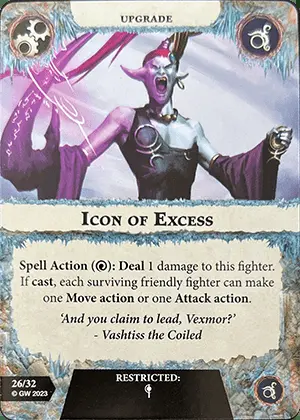 UPGRADE
ICON OF EXCESS
Spell Action (): Deal 1 damage to this fighter.
If cast, each surviving friendly fighter can make
one Move action or one Attack action.
‘And you claim to lead, Vexmor?’
- Vashtiss the Coiled
26/32
© GW 2023
RESTRICTED: